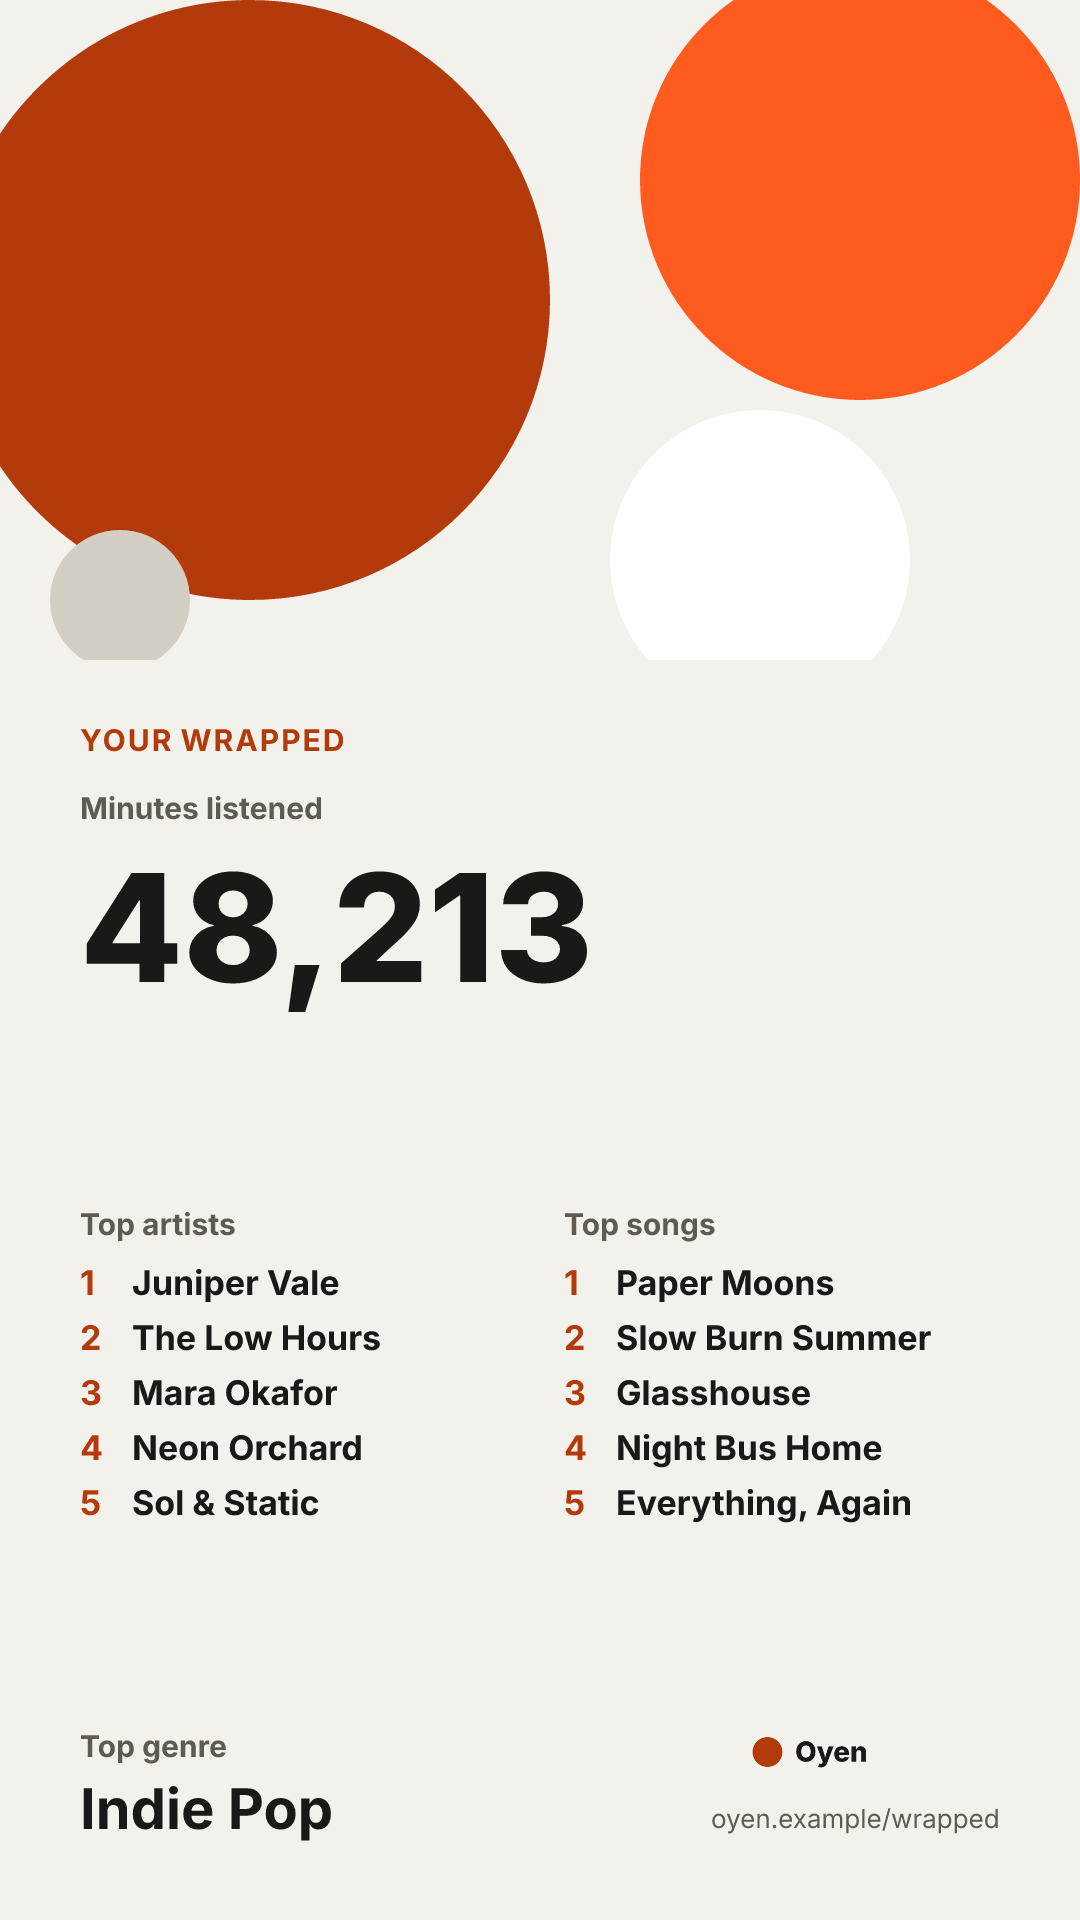 YOUR WRAPPED
Minutes listened
48,213
Top artists
1 Juniper Vale
2 The Low Hours
3 Mara Okafor
4 Neon Orchard
5 Sol & Static
Top songs
1 Paper Moons
2 Slow Burn Summer
3 Glasshouse
4 Night Bus Home
5 Everything, Again
Top genre
Indie Pop
Oyen
oyen.example/wrapped